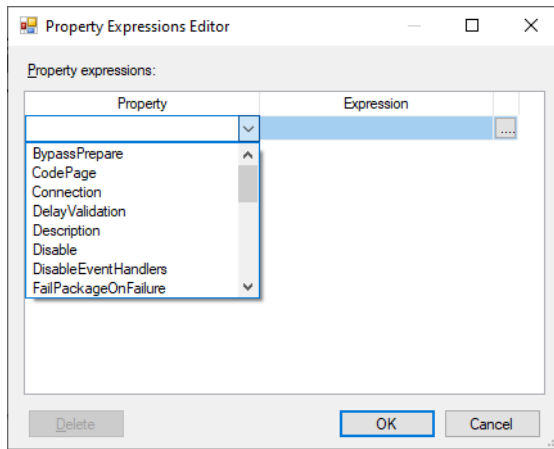 Property Expressions Editor
Property expressions:
Property Expression
....
BypassPrepare
CodePage
Connection
DelayValidation
Description
Disable
DisableEventHandlers
FailPackageOnFailure
Delete OK Cancel